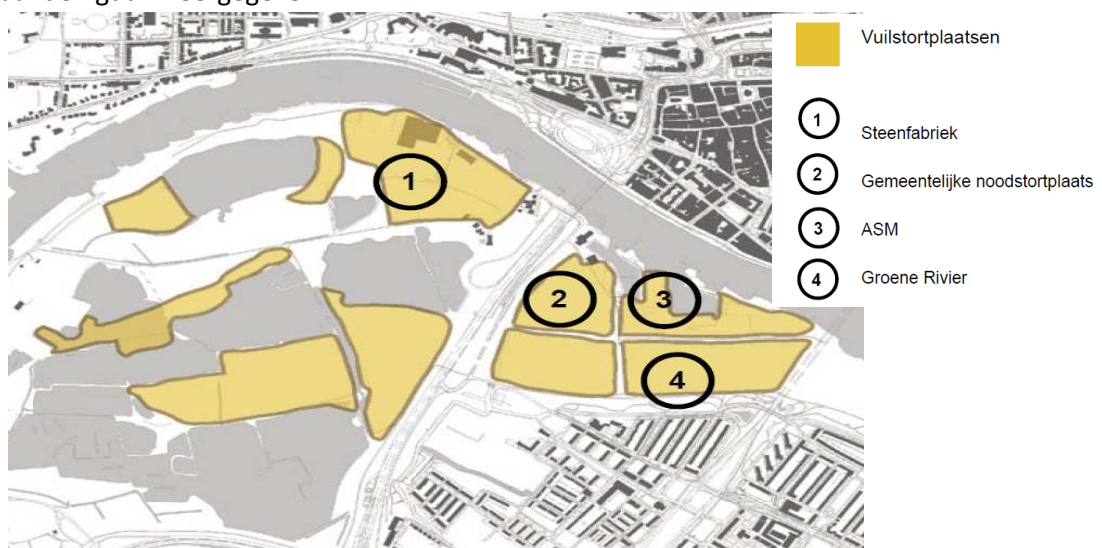 1
2
3
4
Vuilstortplaatsen
1 Steenfabriek
2 Gemeentelijke noodstortplaats
3 ASM
4 Groene Rivier